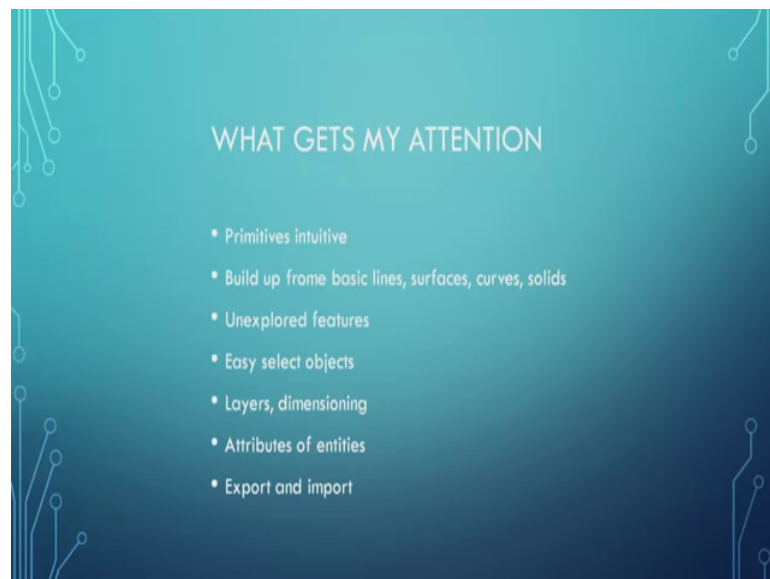 WHAT GETS MY ATTENTION
• Primitives intuitive
• Build up frome basic lines, surfaces, curves, solids
• Unexplored features
• Easy select objects
• Layers, dimensioning
• Attributes of entities
• Export and import